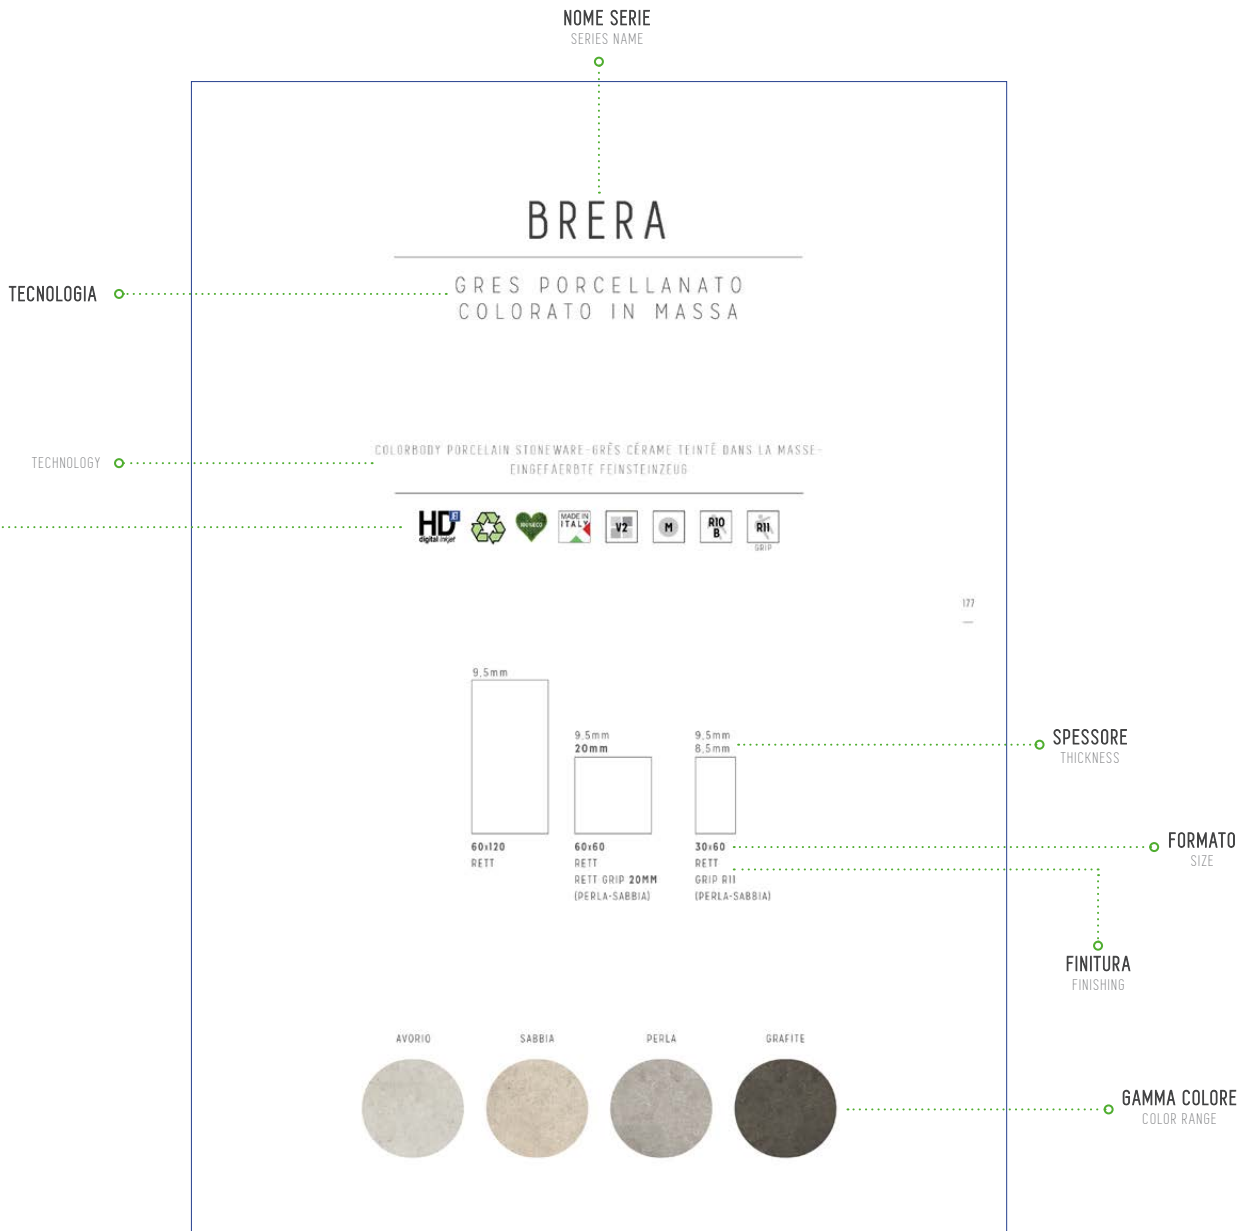 NOME SERIE
SERIES NAME
BRERA
TECNOLOGIA
GRES PORCELLANATO
COLORATO IN MASSA
TECHNOLOGY
COLORBODY PORCELAIN STONEWARE-GRÊS CÉRAME TEINTÉ DANS LA MASSE-
EINGEFAERBTE FEINSTEINZEUG
HD
digital inkjet
100%ECO
MADE IN
ITALY
V2
M
R10
B
R11
GRIP
177
9,5mm
9,5mm
20mm
9,5mm
8,5mm
SPESSORE
THICKNESS
60x120
RETT
60x60
RETT
RETT GRIP 20MM
(PERLA-SABBIA)
30x60
RETT
GRIP R11
(PERLA-SABBIA)
FORMATO
SIZE
FINITURA
FINISHING
AVORIO
SABBIA
PERLA
GRAFITE
GAMMA COLORE
COLOR RANGE